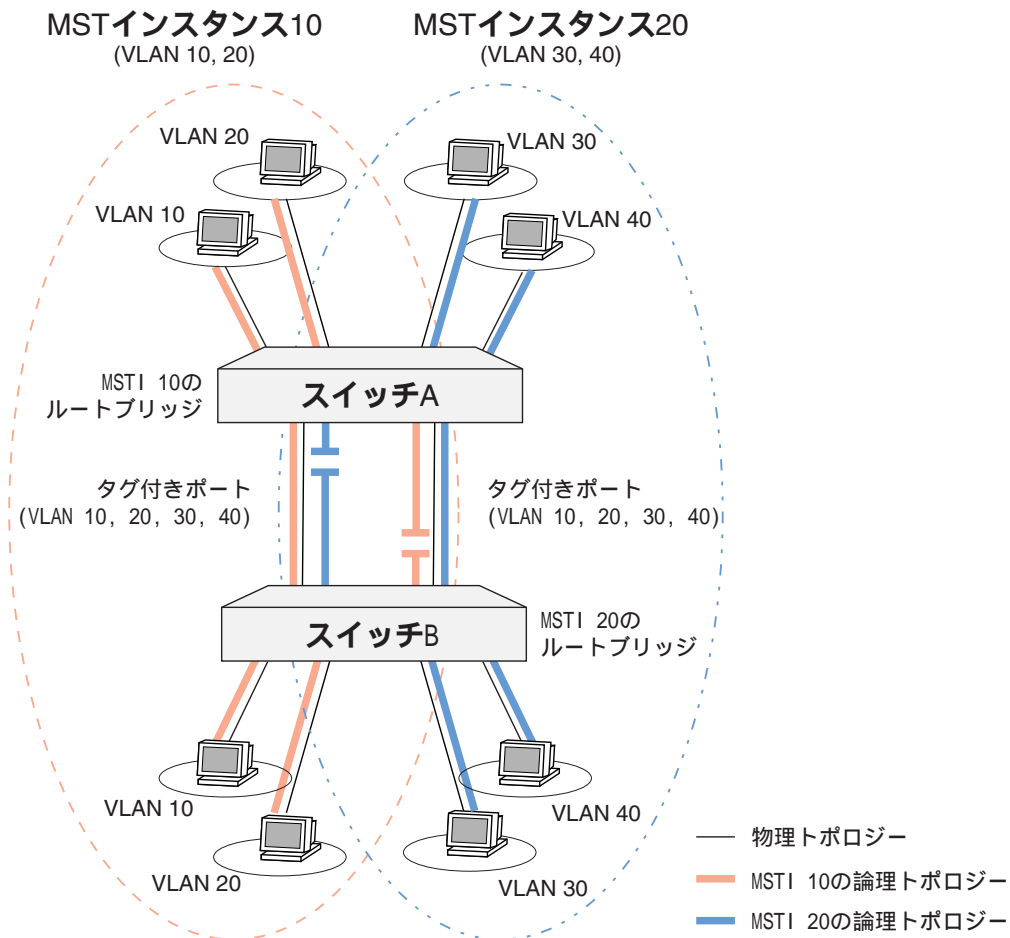 MSTインスタンス10
(VLAN 10, 20)
MSTインスタンス20
(VLAN 30, 40)
VLAN 20
VLAN 30
VLAN 10
VLAN 40
MSTI 10の
ルートブリッジ
スイッチA
タグ付きポート
(VLAN 10, 20, 30, 40)
タグ付きポート
(VLAN 10, 20, 30, 40)
スイッチB
MSTI 20の
ルートブリッジ
VLAN 10
VLAN 40
VLAN 20
VLAN 30
物理トポロジー
MSTI 10の論理トポロジー
MSTI 20の論理トポロジー